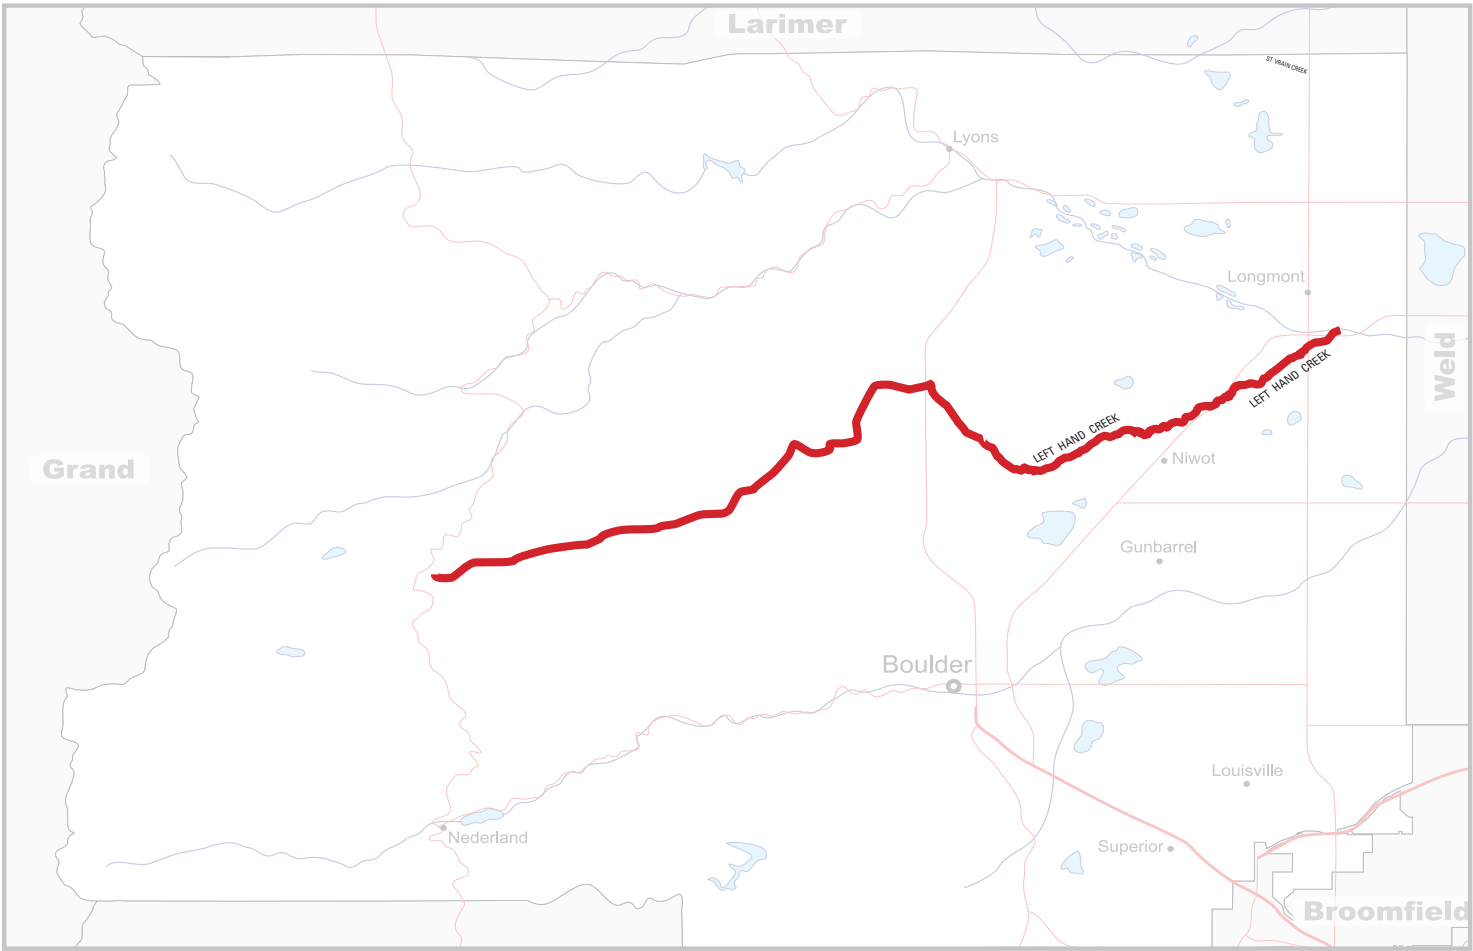 Larimer
ST. VRAIN CREEK
Lyons
Longmont
Weld
LEFT HAND CREEK
LEFT HAND CREEK
Grand
Niwot
Gunbarrel
Boulder
Louisville
Nederland
Superior
Broomfield